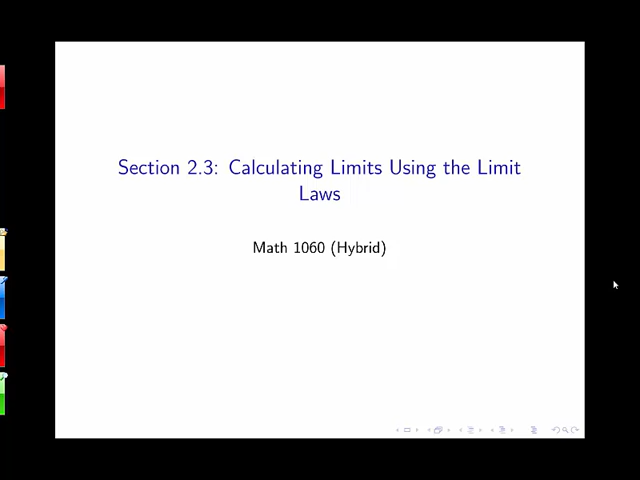 Section 2.3: Calculating Limits Using the Limit
Laws
Math 1060 (Hybrid)